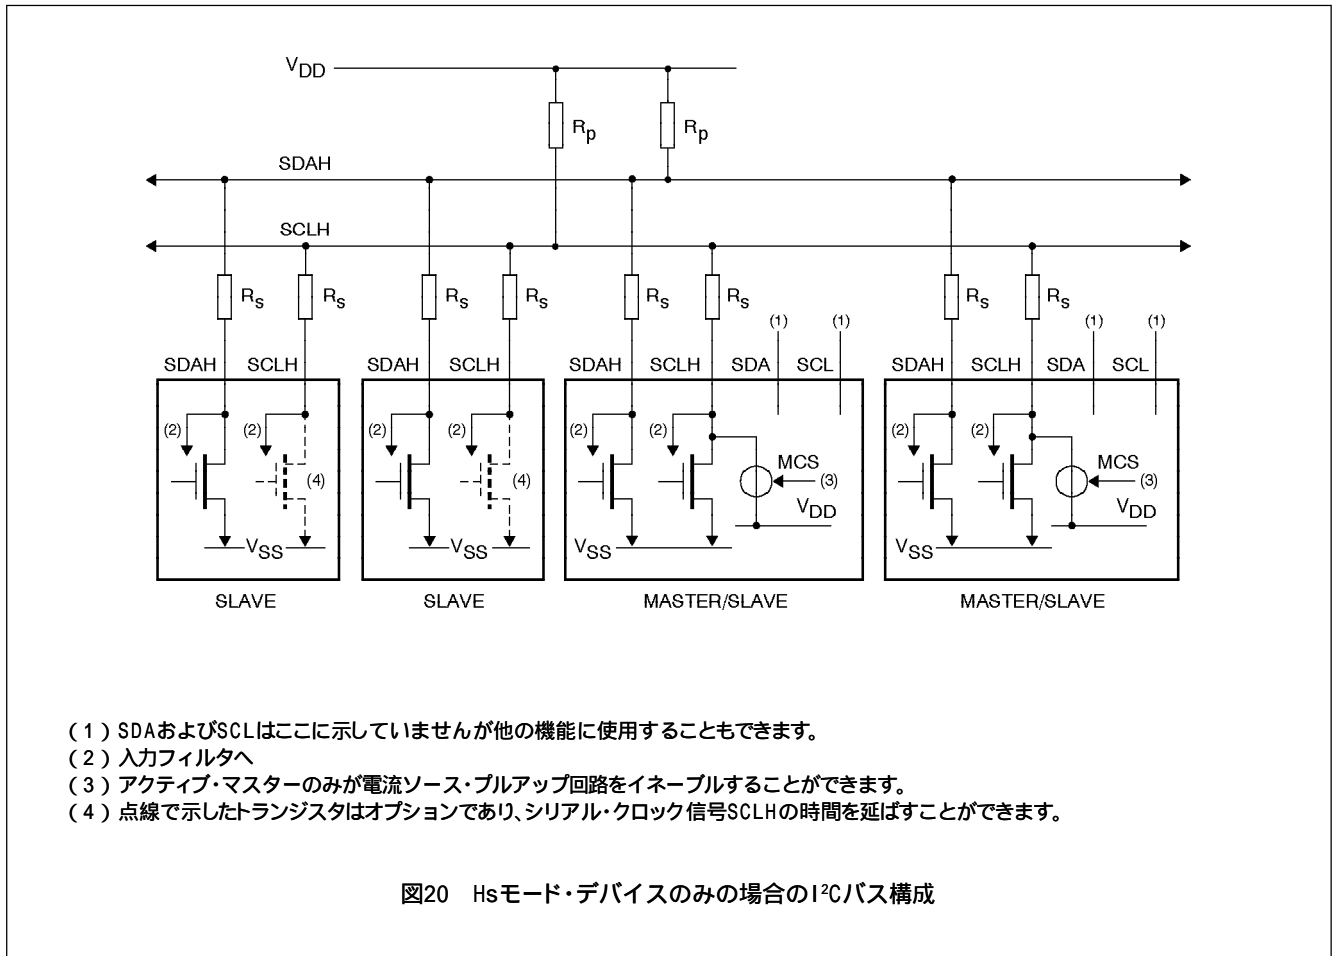 VDD
Rp Rp
SDAH
SCLH
Rs Rs Rs Rs Rs Rs Rs Rs
(1) (1) (1) (1)
SDAH SCLH SDAH SCLH SDAH SCLH SDA SCL SDAH SCLH SDA SCL
(2) (2) (2) (2) (2) (2) (2) (2)
MCS MCS
(4) (4) (3) (3)
VDD VDD
VSS VSS VSS VSS
SLAVE SLAVE MASTER/SLAVE MASTER/SLAVE
(1)SDAおよびSCLはここに示していませんが他の機能に使用することもできます。
(2)入力フィルタへ
(3)アクティブ・マスターのみが電流ソース・プルアップ回路をイネーブルすることができます。
(4)点線で示したトランジスタはオプションであり、シリアル・クロック信号SCLHの時間を延ばすことができます。
図20 Hsモード・デバイスのみの場合のI²Cバス構成